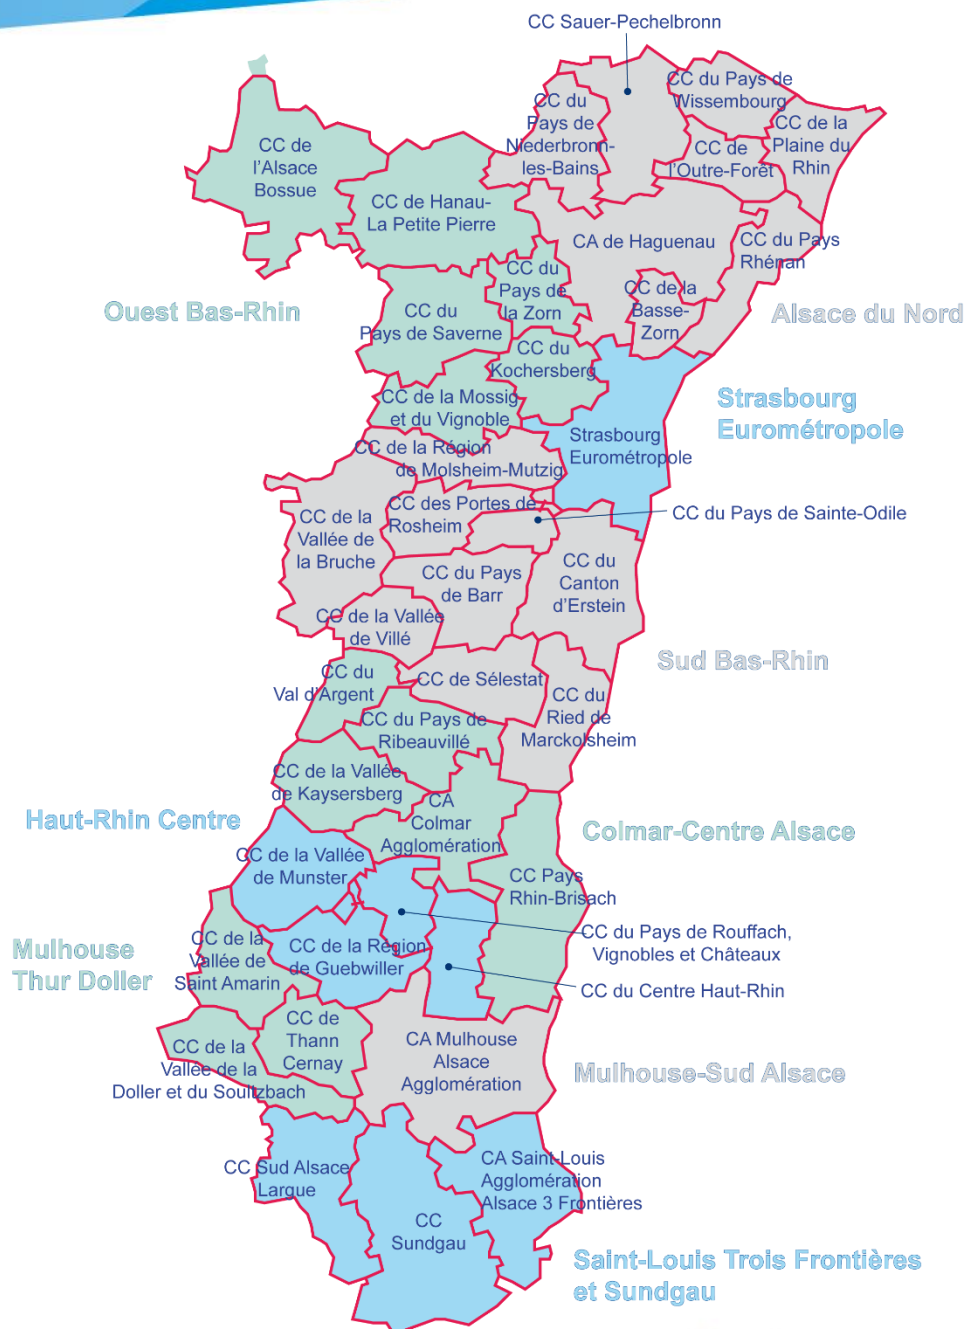 CC Sauer-Pechelbronn
CC du Pays de
Wissembourg
CC du
Pays de
Niederbronn-
les-Bains
CC de la
Plaine du
Rhin
CC de
l'Outre-Forêt
CC de
l'Alsace
Bossue
CC de Hanau-
La Petite Pierre
CA de Haguenau
CC du Pays
Rhénan
CC du
Pays de
la Zorn
CC de la
Basse-
Zorn
Ouest Bas-Rhin
Alsace du Nord
CC du
Pays de Saverne
CC du
Kochersberg
CC de la Mossig
et du Vignoble
Strasbourg
Eurométropole
Strasbourg
Eurométropole
CC de la Région
de Molsheim-Mutzig
CC des Portes de
Rosheim
CC du Pays de Sainte-Odile
CC de la
Vallée de
la Bruche
CC du Pays
de Barr
CC du
Canton
d'Erstein
CC de la Vallée
de Villé
Sud Bas-Rhin
CC du
Val d'Argent
CC de Sélestat
CC du
Ried de
Marckolsheim
CC du Pays de
Ribeauvillé
CC de la Vallée
de Kaysersberg
CA
Colmar
Agglomération
Haut-Rhin Centre
Colmar-Centre Alsace
CC de la Vallée
de Munster
CC Pays
Rhin-Brisach
CC du Pays de Rouffach,
Vignobles et Châteaux
Mulhouse
Thur Doller
CC de la
Vallée de
Saint Amarin
CC de la Région
de Guebwiller
CC du Centre Haut-Rhin
CC de
Thann
Cernay
CA Mulhouse
Alsace
Agglomération
CC de la
Vallée de la
Doller et du Soultzbach
Mulhouse-Sud Alsace
CC Sud Alsace
Largue
CA Saint-Louis
Agglomération
Alsace 3 Frontières
CC
Sundgau
Saint-Louis Trois Frontières
et Sundgau